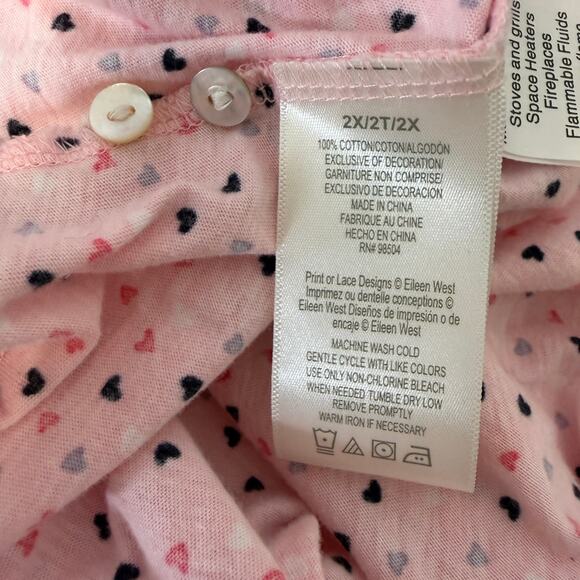 2X/2T/2X
100% COTTON/COTON/ALGODÓN
EXCLUSIVE OF DECORATION/
GARNITURE NON COMPRISE/
EXCLUSIVO DE DECORACION
MADE IN CHINA
FABRIQUE AU CHINE
HECHO EN CHINA
RN# 98504
Print or Lace Designs © Eileen West
Imprimez ou dentelle conceptions ©
Eileen West Diseños de impresión o de
encaje © Eileen West
MACHINE WASH COLD
GENTLE CYCLE WITH LIKE COLORS
USE ONLY NON-CHLORINE BLEACH
WHEN NEEDED TUMBLE DRY LOW
REMOVE PROMPTLY
WARM IRON IF NECESSARY
Stoves and grills
Space Heaters
Fireplaces
Flammable Fluids